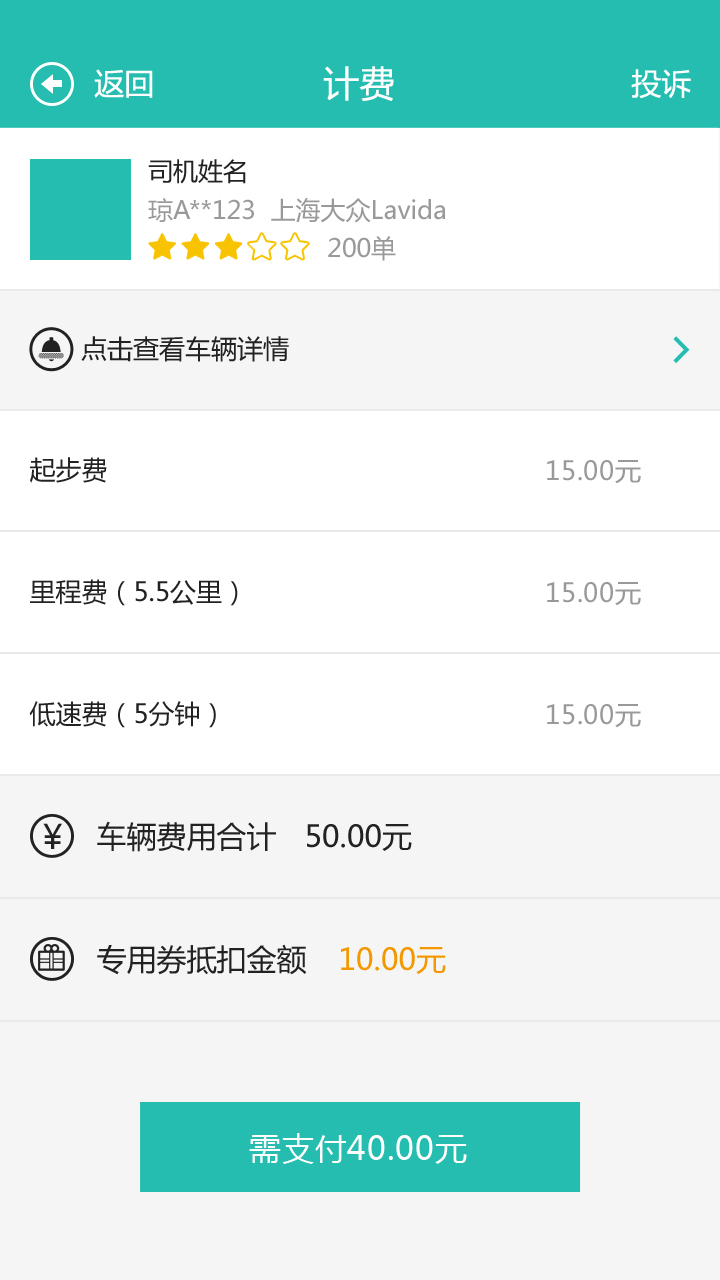 返回 计费 投诉
司机姓名
琼A**123 上海大众Lavida
200单
点击查看车辆详情
起步费 15.00元
里程费（5.5公里） 15.00元
低速费（5分钟） 15.00元
¥ 车辆费用合计 50.00元
专用券抵扣金额 10.00元
需支付40.00元